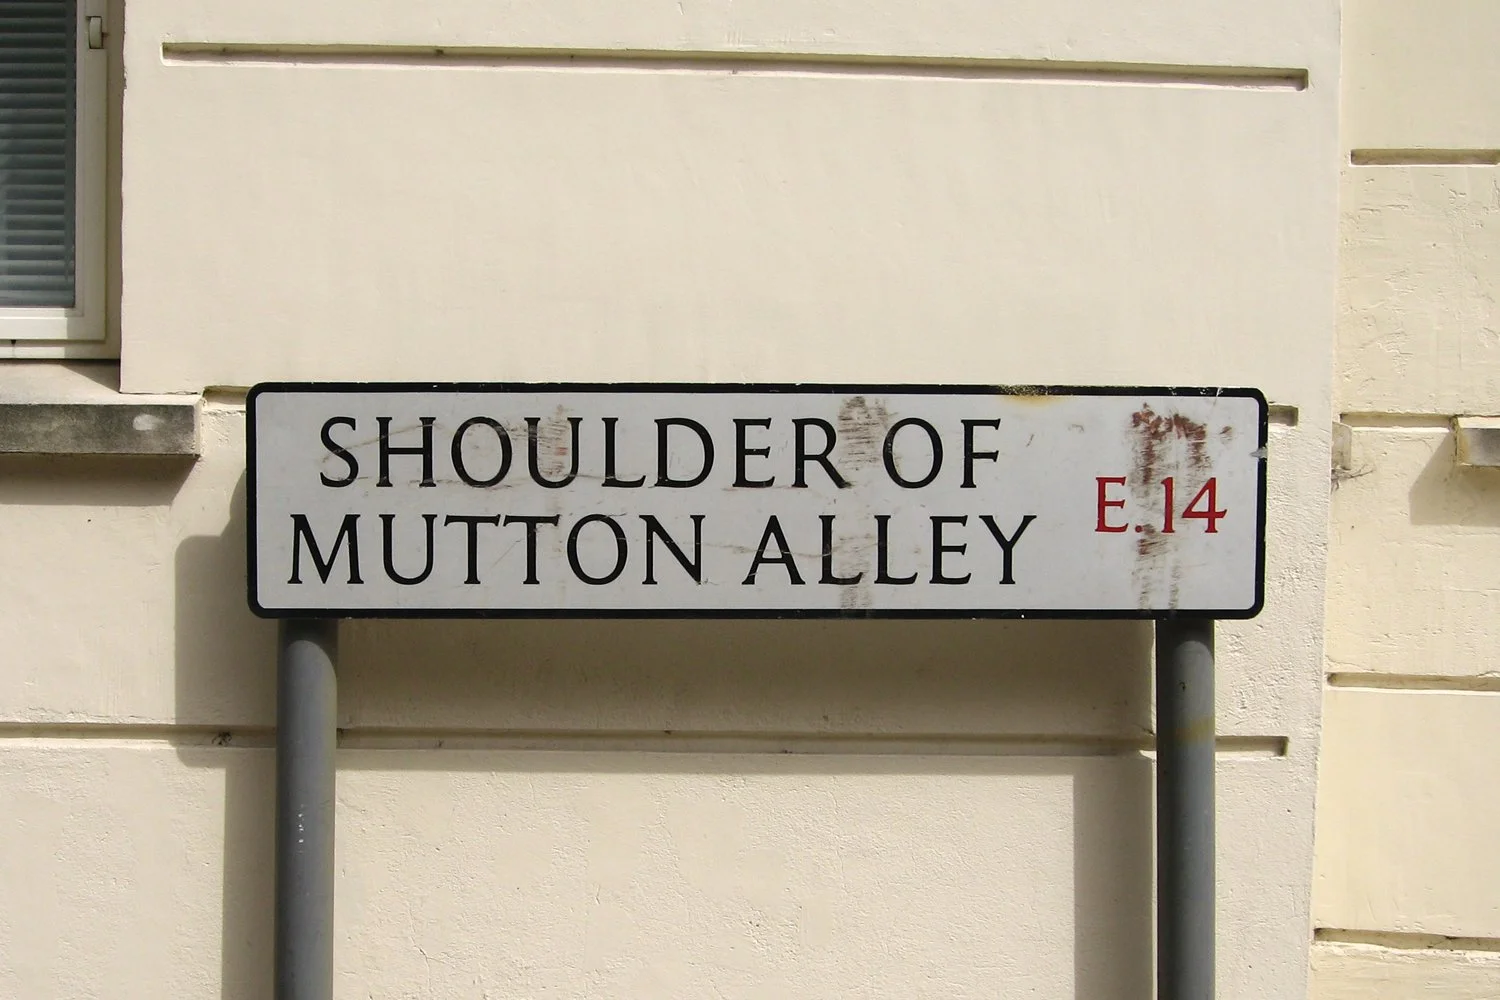 SHOULDER OF
MUTTON ALLEY
E.14